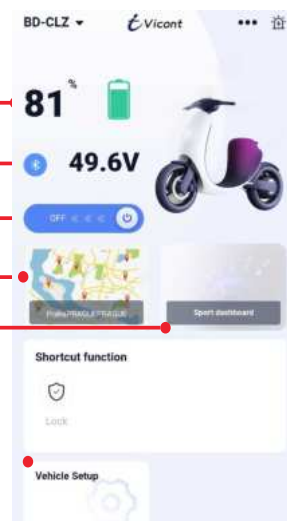 BD-CLZ
Vicont
81%
49.6V
OFF
Sport dashboard
Shortcut function
Lock
Vehicle Setup